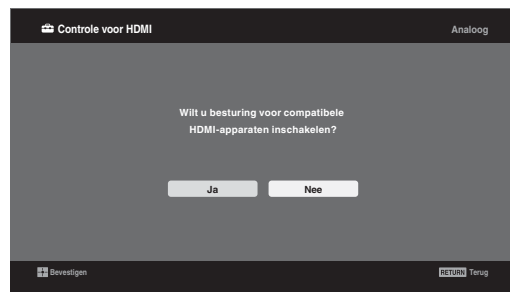 Controle voor HDMI
Analoog
Wilt u besturing voor compatibele
HDMI-apparaten inschakelen?
Ja
Nee
Bevestigen
RETURN Terug